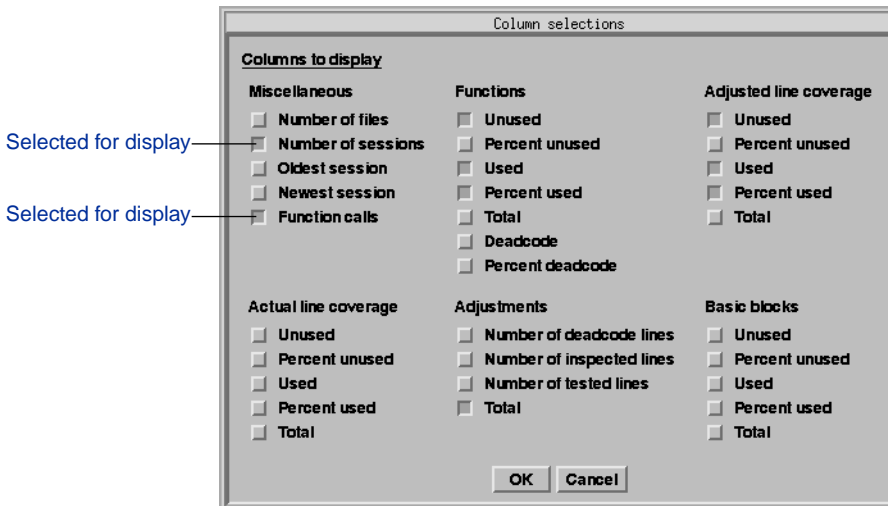 Column selections
Columns to display
Miscellaneous
Number of files
Selected for display
Number of sessions
Oldest session
Newest session
Selected for display
Function calls
Functions
Unused
Percent unused
Used
Percent used
Total
Deadcode
Percent deadcode
Adjusted line coverage
Unused
Percent unused
Used
Percent used
Total
Actual line coverage
Unused
Percent unused
Used
Percent used
Total
Adjustments
Number of deadcode lines
Number of inspected lines
Number of tested lines
Total
Basic blocks
Unused
Percent unused
Used
Percent used
Total
OK
Cancel